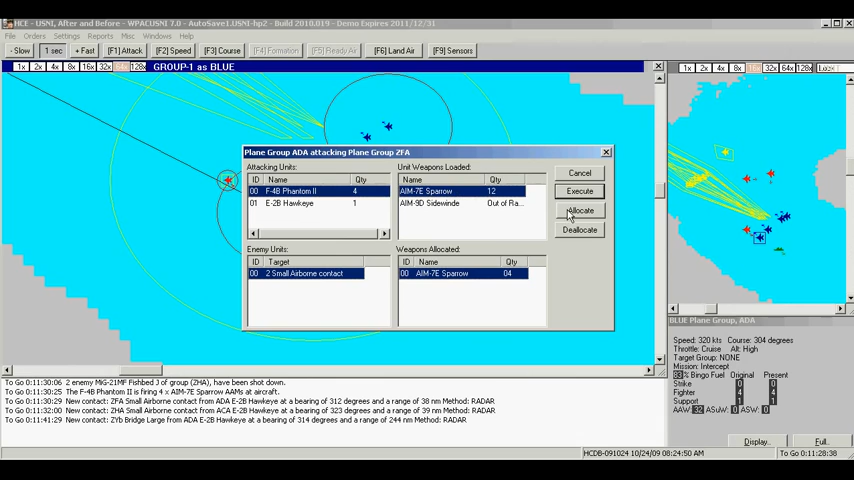 HCE - USNI, After and Before - WPACUSNI 7.0 - AutoSave1.USNI-hp2 - Build 2010.019 - Demo Expires 2011/12/31
File Orders Settings Reports Misc Windows Help
- Slow 1 sec + Fast [F1] Attack [F2] Speed [F3] Course [F4] Formation [F5] Ready Air [F6] Land Air [F9] Sensors
1x 2x 4x 8x 16x 32x 64x 128x GROUP-1 as BLUE
1x 2x 4x 8x 16x 32x 64x 128x
Plane Group ADA attacking Plane Group ZFA
Attacking Units:
ID Name Qty
00 F-4B Phantom II 4
01 E-2B Hawkeye 1
Unit Weapons Loaded:
Name Qty
AIM-7E Sparrow 12
AIM-9D Sidewinde Out of Ra...
Cancel
Execute
Allocate
Deallocate
Enemy Units:
ID Target
00 2 Small Airborne contact
Weapons Allocated:
ID Name Qty
00 AIM-7E Sparrow 04
BLUE Plane Group, ADA
Speed: 320 kts Course: 304 degrees
Throttle: Cruise Alt: High
Target Group: NONE
Mission: Intercept
83% Bingo Fuel Original Present
Strike 0 0
Fighter 4 4
Support 1 1
AAW: 32 ASuW: 0 ASW: 0
Display.. Full..
To Go 0:11:30:06 2 enemy MiG-21MF Fishbed J of group (ZHA), have been shot down.
To Go 0:11:30:25 The F-4B Phantom II is firing 4 x AIM-7E Sparrow AAMs at aircraft.
To Go 0:11:30:29 New contact: ZFA Small Airborne contact from ADA E-2B Hawkeye at a bearing of 312 degrees and a range of 38 nm Method: RADAR
To Go 0:11:32:00 New contact: ZHA Small Airborne contact from ACA E-2B Hawkeye at a bearing of 323 degrees and a range of 39 nm Method: RADAR
To Go 0:11:41:29 New contact: ZYb Bridge Large from ADA E-2B Hawkeye at a bearing of 314 degrees and a range of 244 nm Method: RADAR
HCDB-091024 10/24/09 08:24:50 AM To Go 0:11:28:38